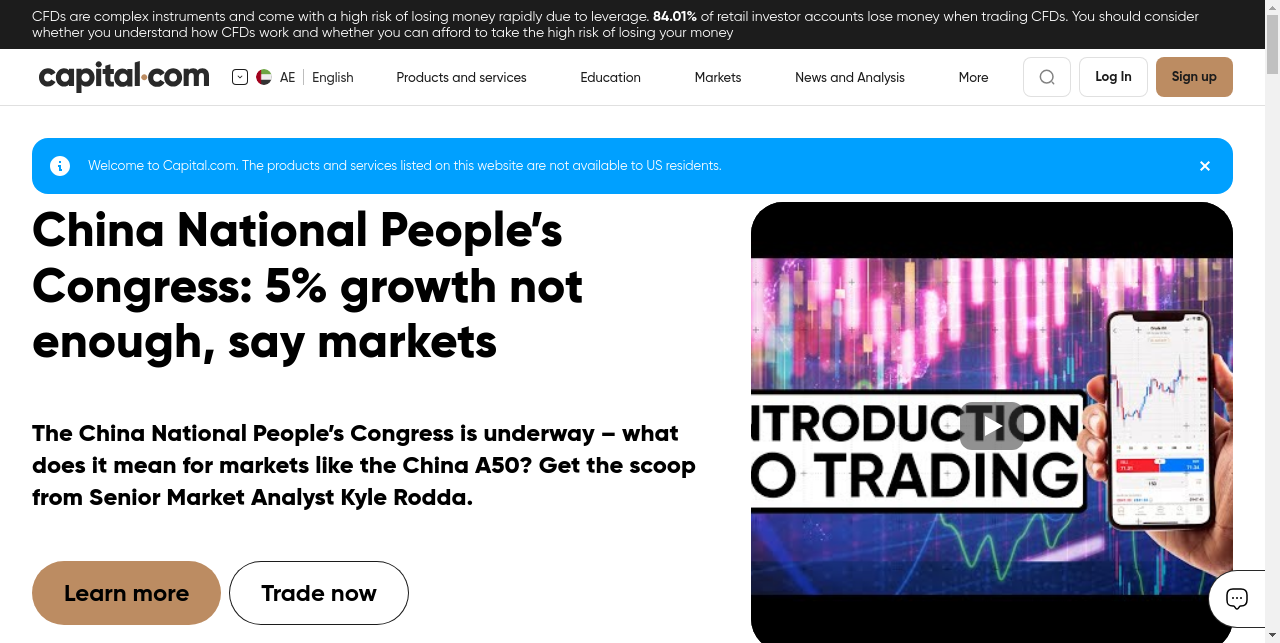 CFDs are complex instruments and come with a high risk of losing money rapidly due to leverage. 84.01% of retail investor accounts lose money when trading CFDs. You should consider
whether you understand how CFDs work and whether you can afford to take the high risk of losing your money
capital.com
AE
English
Products and services
Education
Markets
News and Analysis
More
Log In
Sign up
Welcome to Capital.com. The products and services listed on this website are not available to US residents.
China National People's
Congress: 5% growth not
enough, say markets
The China National People's Congress is underway – what
does it mean for markets like the China A50? Get the scoop
from Senior Market Analyst Kyle Rodda.
Learn more
Trade now
NTRODUCTION
O TRADING